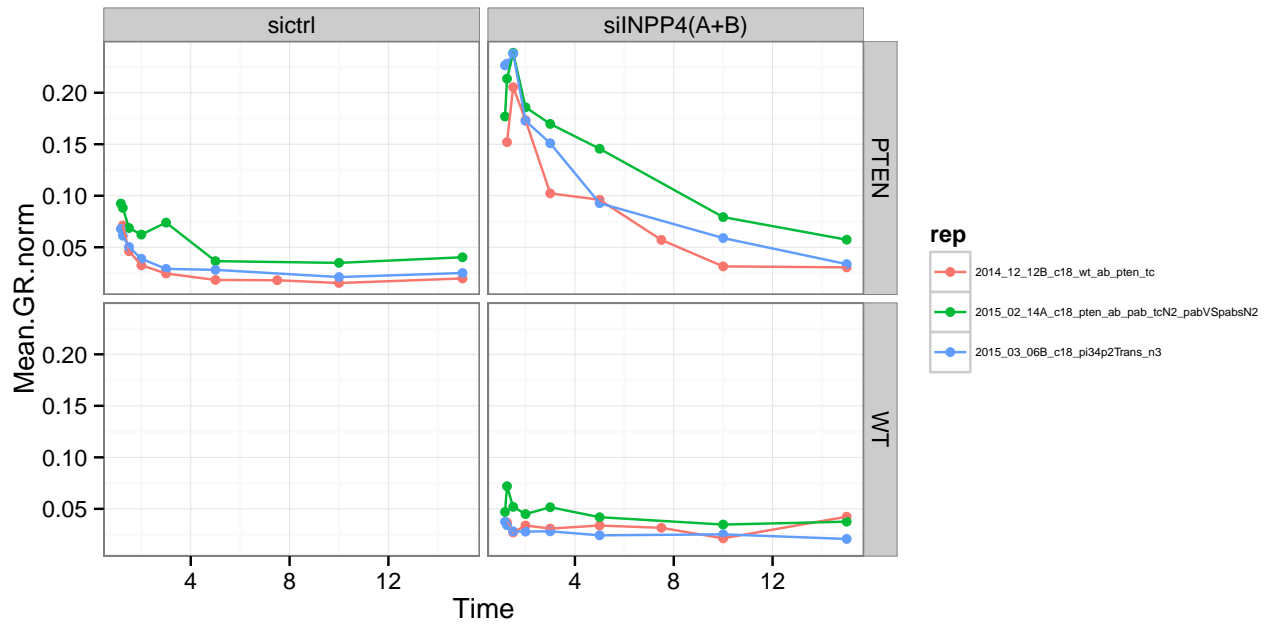 sictrl
siINPP4(A+B)
0.20
0.15
0.10
0.05
PTEN
0.20
0.15
0.10
0.05
WT
Mean.GR.norm
4
8
12
4
8
12
Time
rep
2014_12_12B_c18_wt_ab_pten_tc
2015_02_14A_c18_pten_ab_pab_tcN2_pabVSpabsN2
2015_03_06B_c18_pi34p2Trans_n3